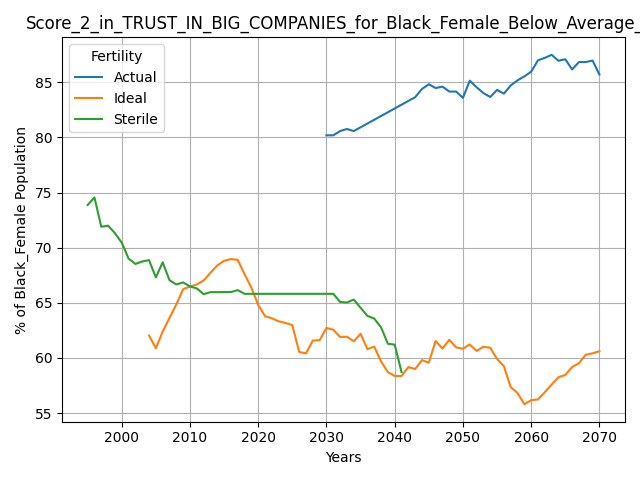 Score_2_in_TRUST_IN_BIG_COMPANIES_for_Black_Female_Below_Average_
Fertility
Actual
Ideal
Sterile
% of Black_Female Population
85
80
75
70
65
60
55
2000
2010
2020
2030
2040
2050
2060
2070
Years